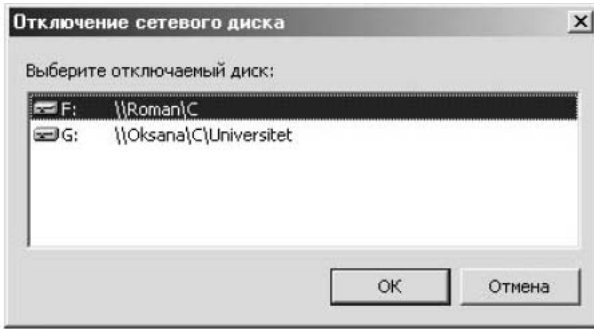 Отключение сетевого диска
Выберите отключаемый диск:
F: \\Roman\C
G: \\Oksana\C\Universitet
OK Отмена